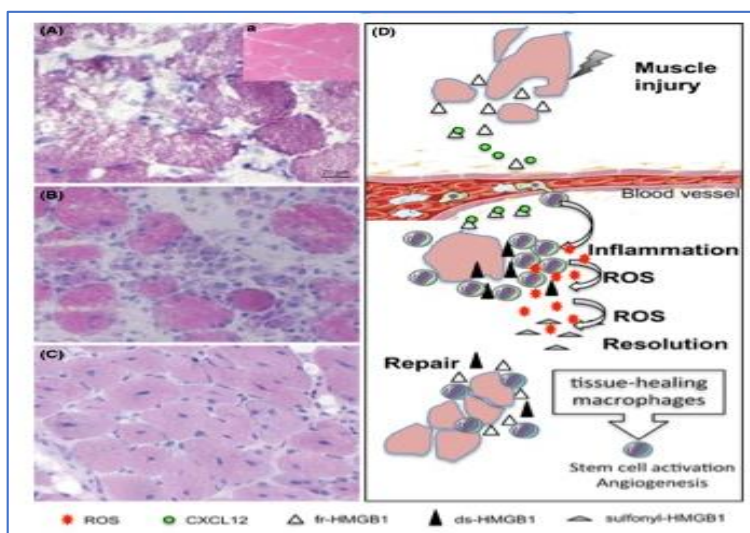 (A)
a
(B)
(C)
(D)
Muscle
injury
Blood vessel
Inflammation
ROS
ROS
Resolution
Repair
tissue-healing
macrophages
Stem cell activation
Angiogenesis
ROS CXCL12 fr-HMGB1 ds-HMGB1 sulfonyl-HMGB1